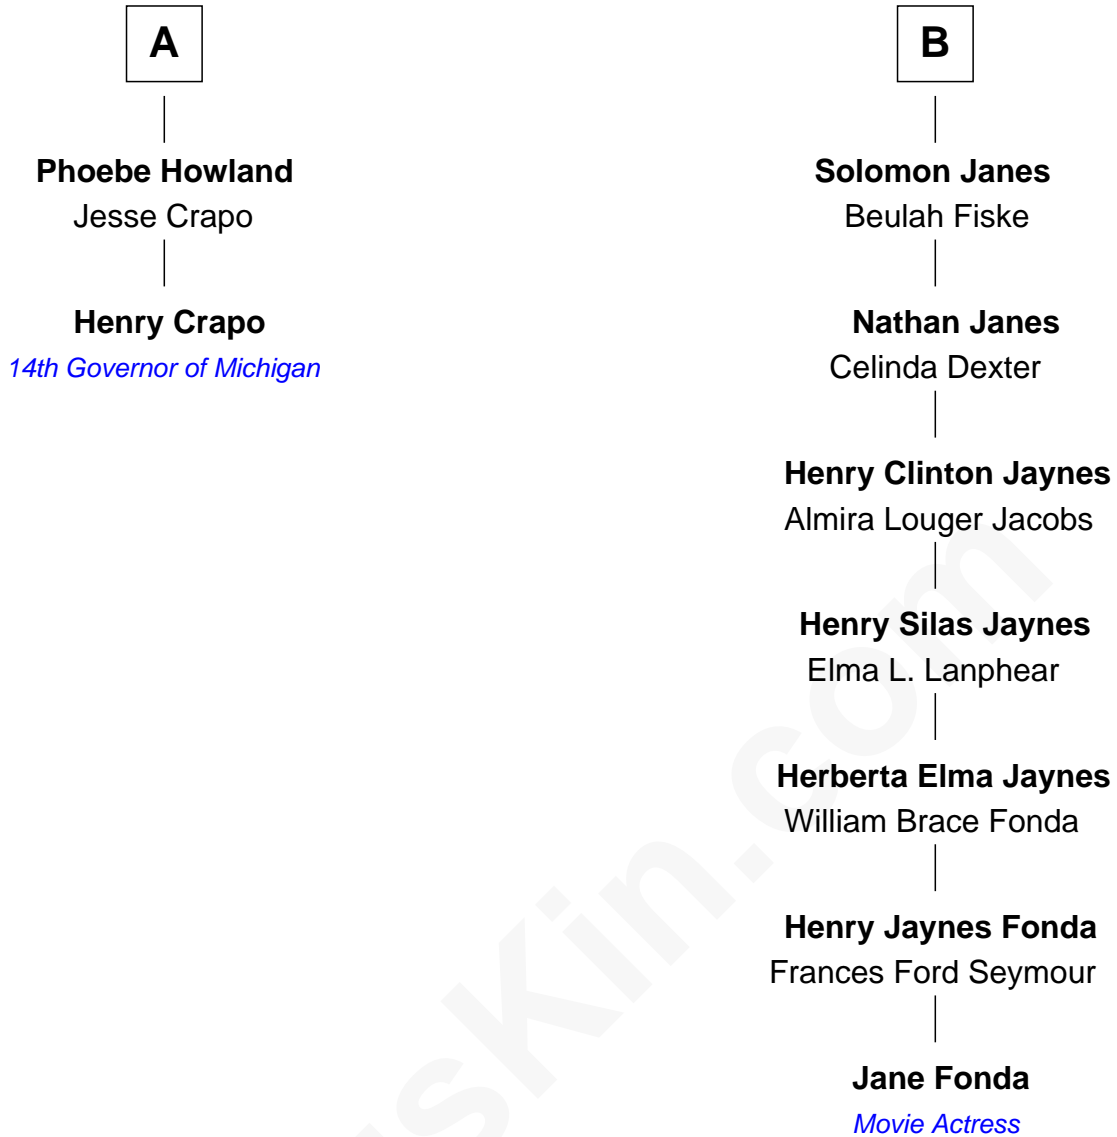 A
Phoebe Howland
Jesse Crapo
Henry Crapo
14th Governor of Michigan
B
Solomon Janes
Beulah Fiske
Nathan Janes
Celinda Dexter
Henry Clinton Jaynes
Almira Louger Jacobs
Henry Silas Jaynes
Elma L. Lanphear
Herberta Elma Jaynes
William Brace Fonda
Henry Jaynes Fonda
Frances Ford Seymour
Jane Fonda
Movie Actress
sKin.com